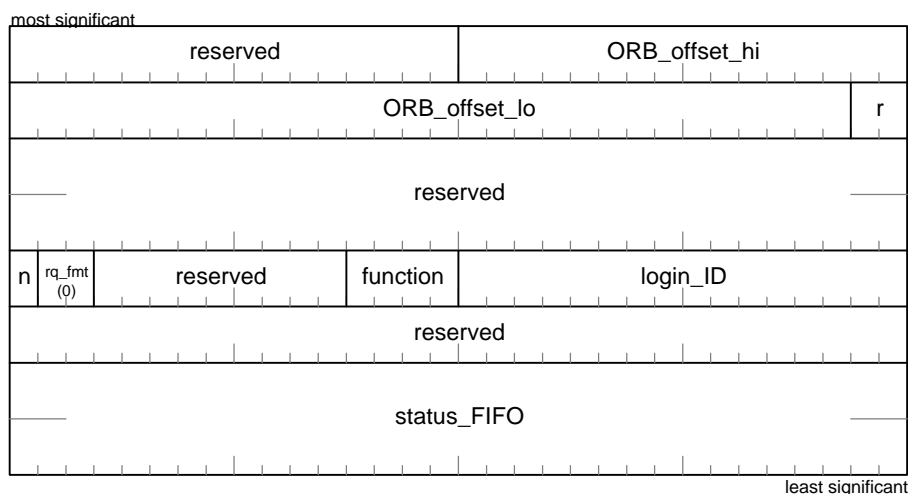 most significant
reserved ORB_offset_hi
ORB_offset_lo r
reserved
n rq_fmt (0) reserved function login_ID
reserved
status_FIFO
least significant